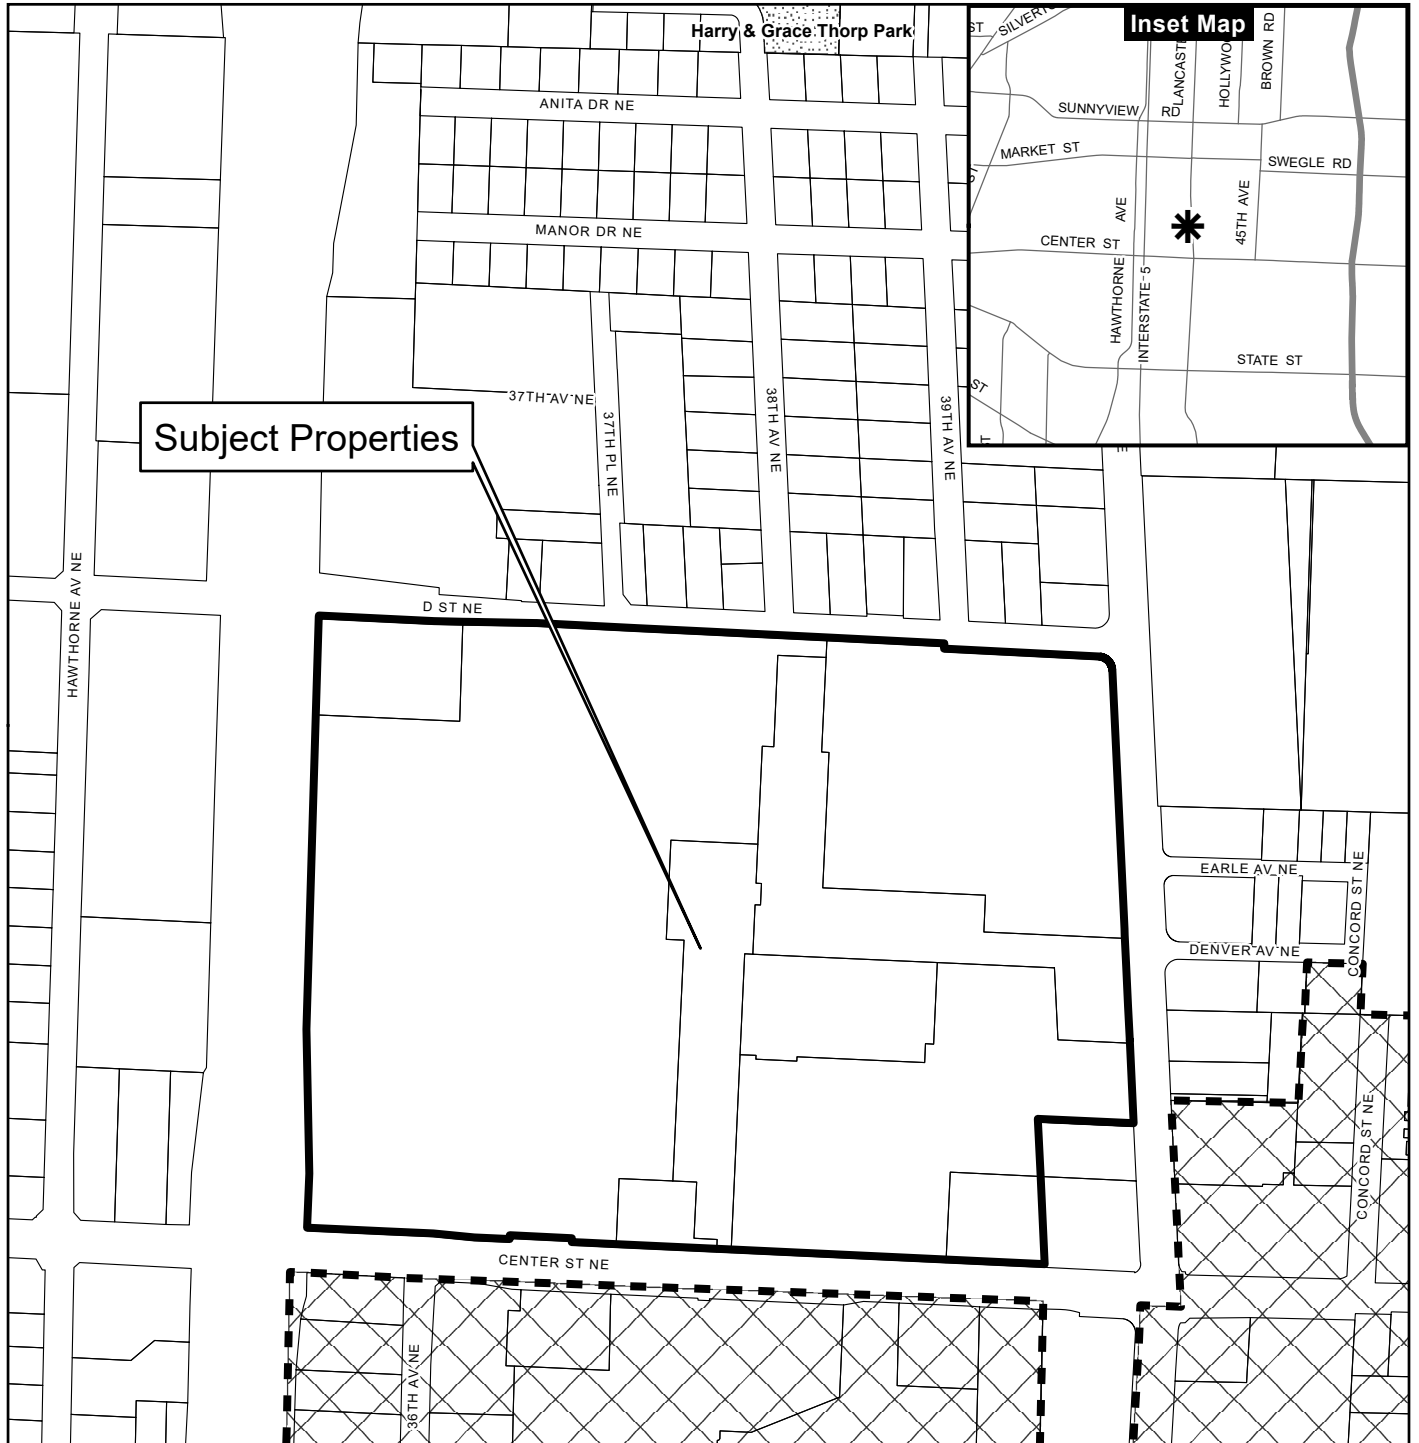 Harry & Grace Thorp Park
Inset Map
ST
SILVERTO
LANCAST
HOLLYWO
BROWN RD
SUNNYVIEW RD
MARKET ST
SWEGLE RD
ST
AVE
45TH AVE
CENTER ST
HAWTHORNE
INTERSTATE 5
STATE ST
ST
ANITA DR NE
MANOR DR NE
37TH AV NE
37TH PL NE
38TH AV NE
39TH AV NE
Subject Properties
HAWTHORNE AV NE
D ST NE
EARLE AV NE
DENVER AV NE
CONCORD ST NE
CONCORD ST NE
CENTER ST NE
36TH AV NE